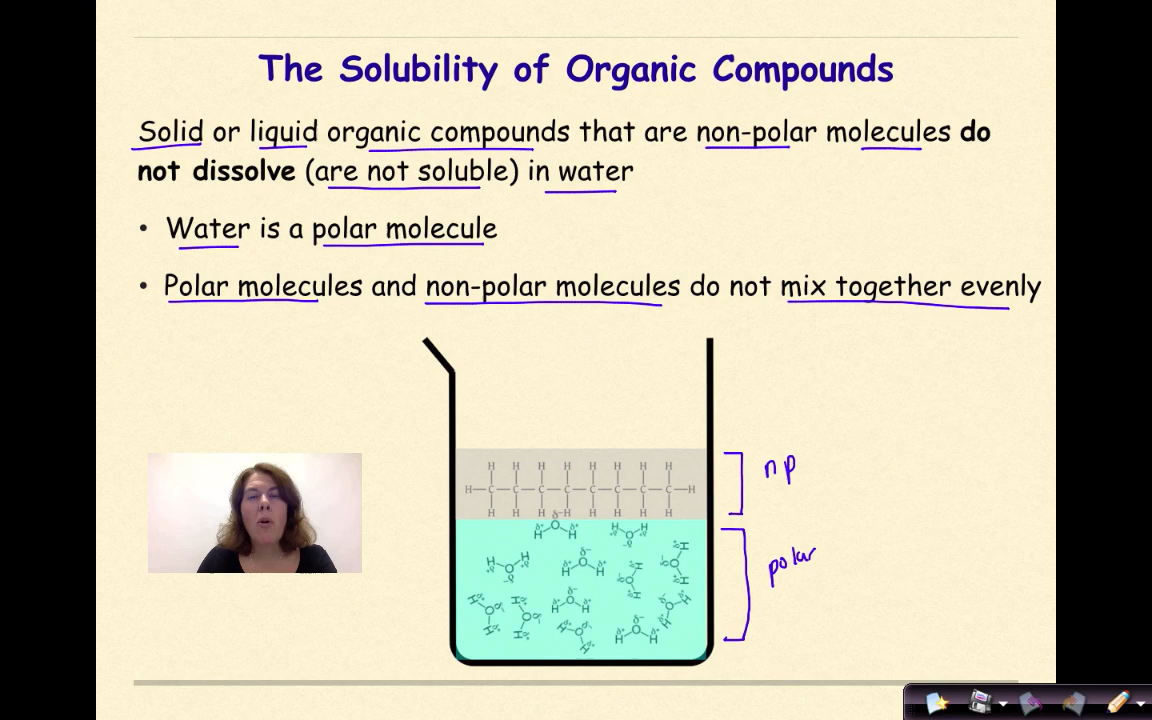 The Solubility of Organic Compounds
Solid or liquid organic compounds that are non-polar molecules do
not dissolve (are not soluble) in water
• Water is a polar molecule
• Polar molecules and non-polar molecules do not mix together evenly
np
H H H H H H H H
H-C-C-C-C-C-C-C-C-H
H H H H H H H H
polar